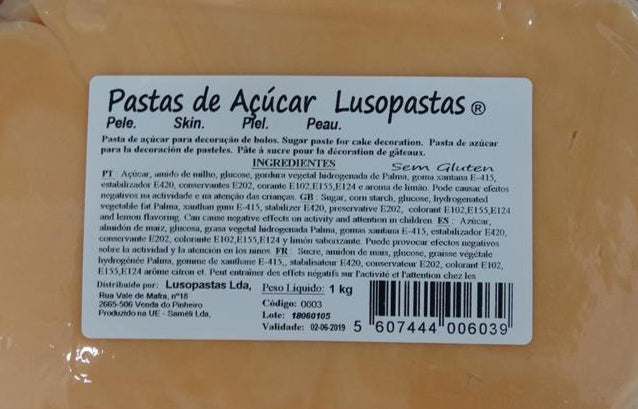 Pastas de Açúcar Lusopastas ®
Pele. Skin. Piel. Peau.
Pasta de açúcar para decoração de bolos. Sugar paste for cake decoration. Pasta de azúcar
para la decoración de pasteles. Pâte à sucre pour la décoration de gâteaux.
INGREDIENTES
Sem Gluten
PT: Açúcar, amido de milho, glucose, gordura vegetal hidrogenada de Palma, goma xantana E-415,
estabilizador E420, conservantes E202, corante E102,E155,E124 e aroma de limão. Pode causar efeitos
negativos na actividade e na atenção das crianças. GB: Sugar, corn starch, glucose, hydrogenated
vegetable fat Palma, xanthan gum E-415, stabilizer E420, preservative E202, colorant E102,E155,E124
and lemon flavoring. Can cause negative effects on activity and attention in children. ES: Azúcar,
almidón de maíz, glucosa, grasa vegetal hidrogenada Palma, gomas xantana E-415, estabilizador E420,
conservante E202, colorante E102,E155,E124 y limón saborizante. Puede provocar efectos negativos
sobre la actividad y la atención en los ninos. FR: Sucre, amidon de mais, glucose, graisse végétale
hydrogénée Palma, gomme de xanthane E-415,, stabilisateur E420, conservateur E202, colorant E102,
E155,E124 arôme citron et. Peut entraîner des effets négatifs sur l'activité et l'attention chez les
Distribuido por: Lusopastas Lda,
Rua Vale de Mafra, nº18
2665-506 Venda do Pinheiro
Produzido na UE - Saméli Lda,
Peso Líquido: 1 kg
Código: 0603
Lote: 18060105
Validade: 02-06-2019
5 607444 006039